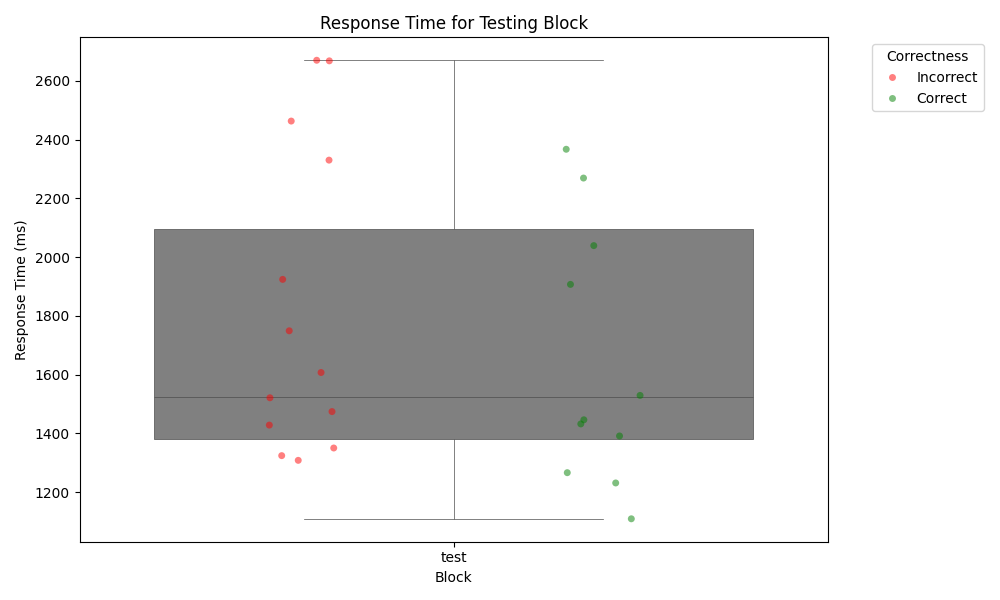 Response Time for Testing Block
Correctness
Incorrect
Correct
Response Time (ms)
2600
2400
2200
2000
1800
1600
1400
1200
test
Block